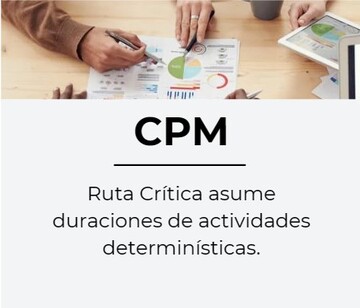 CPM
Ruta Crítica asume
duraciones de actividades
determinísticas.